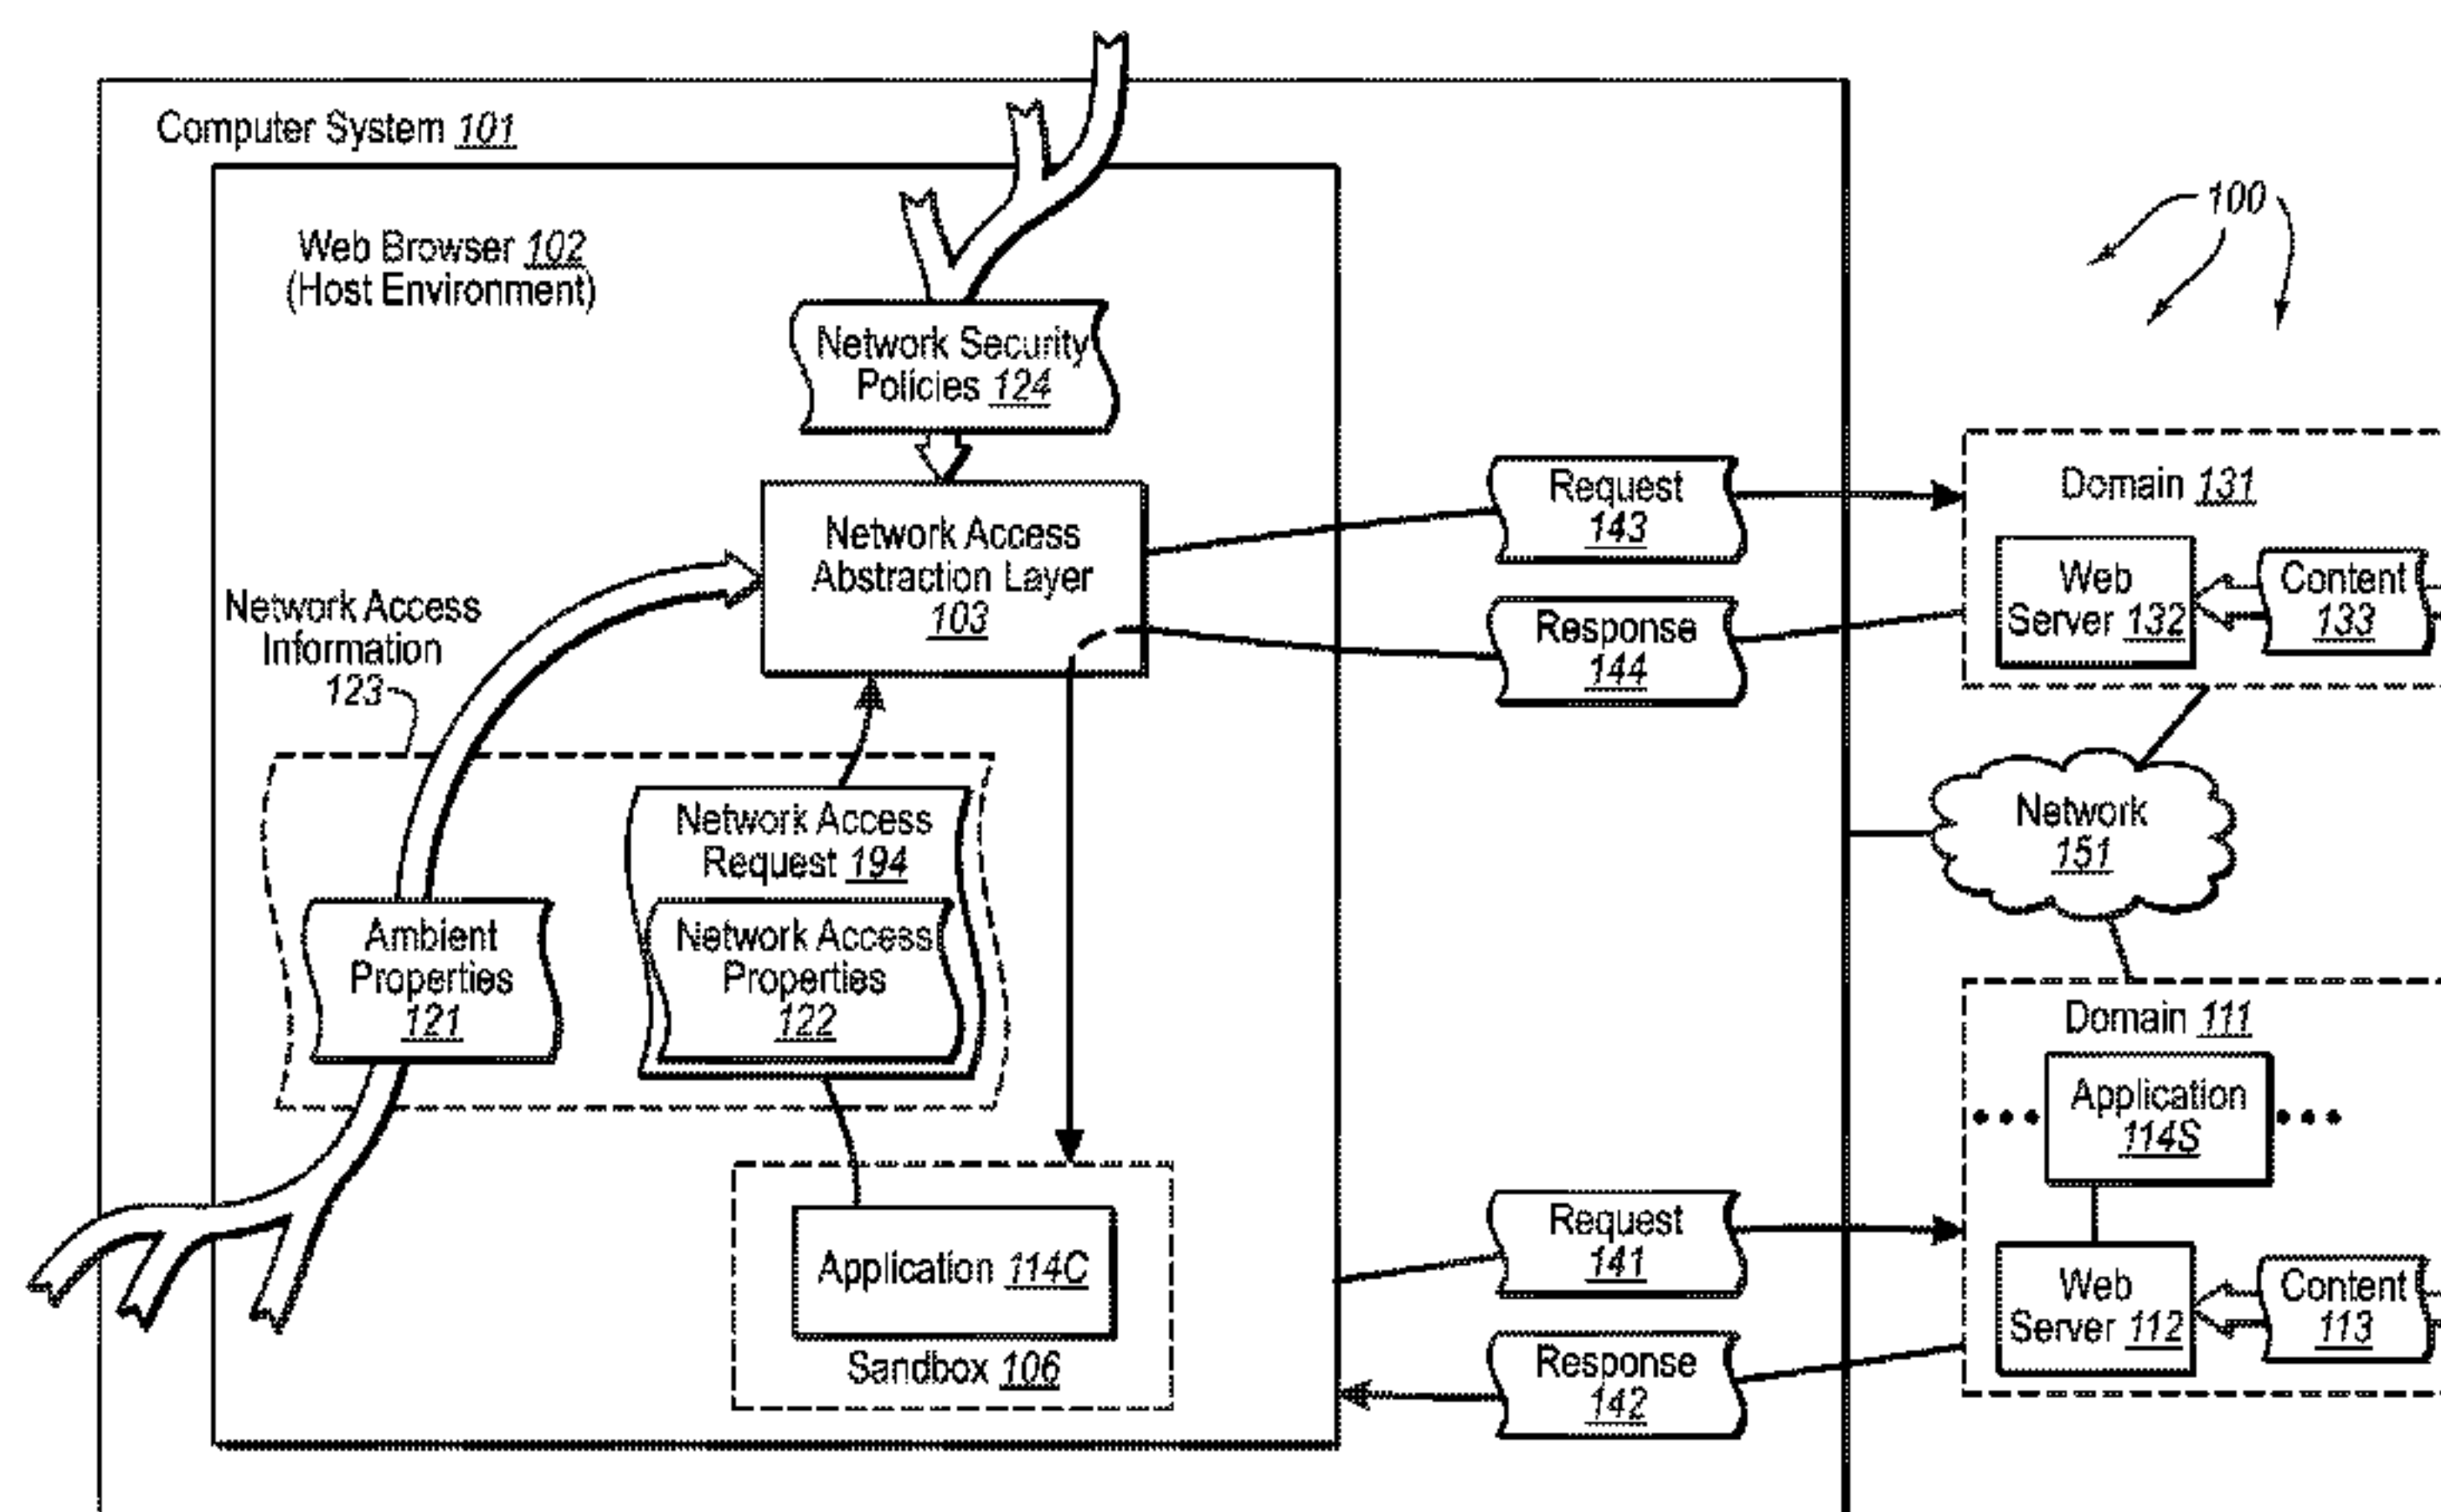 Computer System 101
100
Web Browser 102
(Host Environment)
Network Security
Policies 124
Network Access
Abstraction Layer
103
Network Access
Information
123
Request
143
Response
144
Domain 131
Web
Server 132
Content
133
Network
151
Network Access
Request 194
Network Access
Properties
122
Ambient
Properties
121
Domain 111
Application
114S
Application 114C
Sandbox 106
Request
141
Response
142
Web
Server 112
Content
113